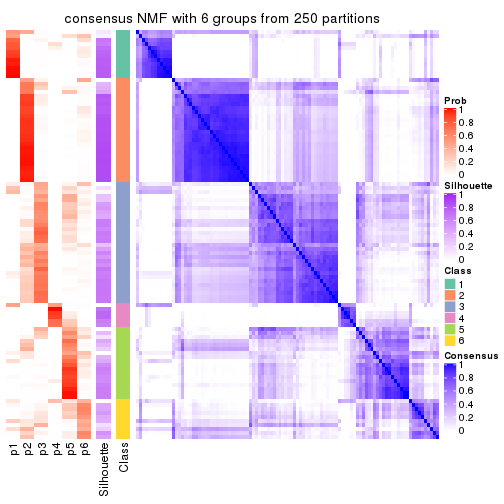 consensus NMF with 6 groups from 250 partitions
Prob
1
0.8
0.6
0.4
0.2
0
Silhouette
1
0.8
0.6
0.4
0.2
0
Class
1
2
3
4
5
6
Consensus
1
0.8
0.6
0.4
0.2
0
p1
p2
p3
p4
p5
p6
Silhouette
Class